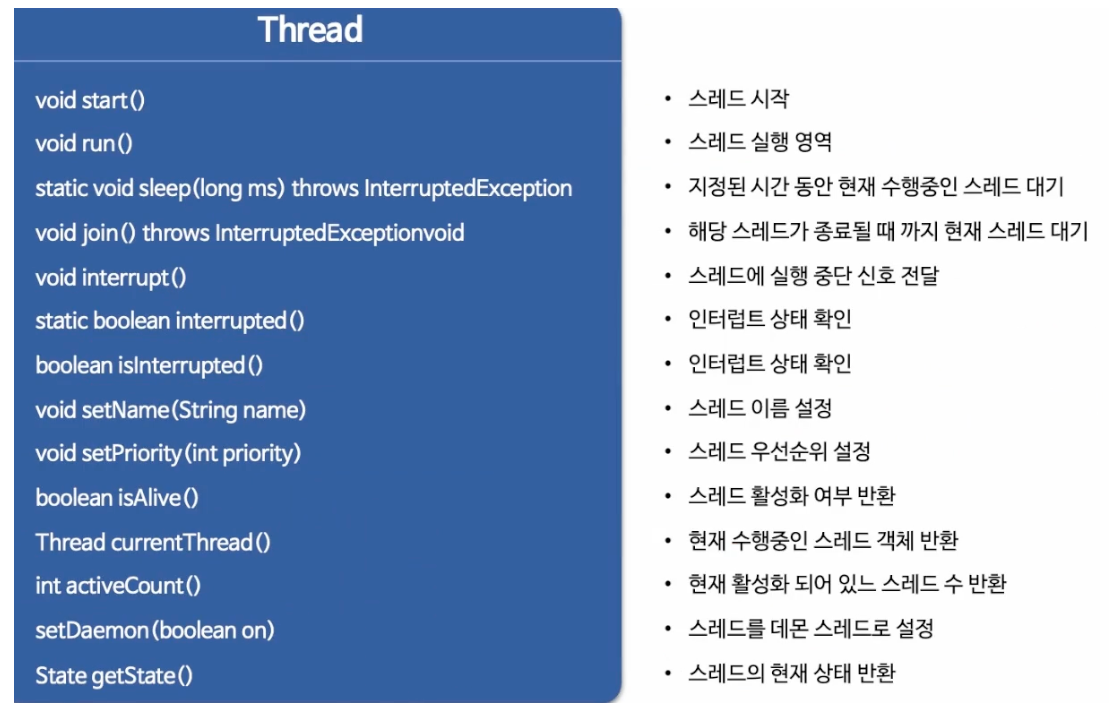 Thread
void start()
• 스레드 시작
void run()
• 스레드 실행 영역
static void sleep(long ms) throws InterruptedException
• 지정된 시간 동안 현재 수행중인 스레드 대기
void join() throws InterruptedExceptionvoid
• 해당 스레드가 종료될 때 까지 현재 스레드 대기
void interrupt()
• 스레드에 실행 중단 신호 전달
static boolean interrupted()
• 인터럽트 상태 확인
boolean isInterrupted()
• 인터럽트 상태 확인
void setName(String name)
• 스레드 이름 설정
void setPriority(int priority)
• 스레드 우선순위 설정
boolean isAlive()
• 스레드 활성화 여부 반환
Thread currentThread()
• 현재 수행중인 스레드 객체 반환
int activeCount()
• 현재 활성화 되어 있느 스레드 수 반환
setDaemon(boolean on)
• 스레드를 데몬 스레드로 설정
State getState()
• 스레드의 현재 상태 반환